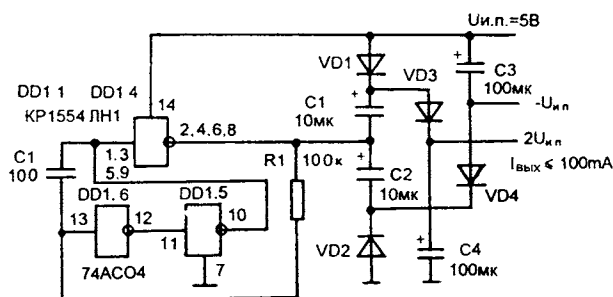 Uи.п.=5В
VD1
VD3
C3
100мк
DD1 1 DD1 4
КР1554 ЛН1
14
C1
10мк
-Uип
2,4.6,8
2Uип
C1
100
1.3
5.9
R1
100к
Iвых ≤ 100mA
C2
10мк
VD4
DD1.6
DD1.5
13
12
11
10
7
VD2
C4
100мк
74AC04